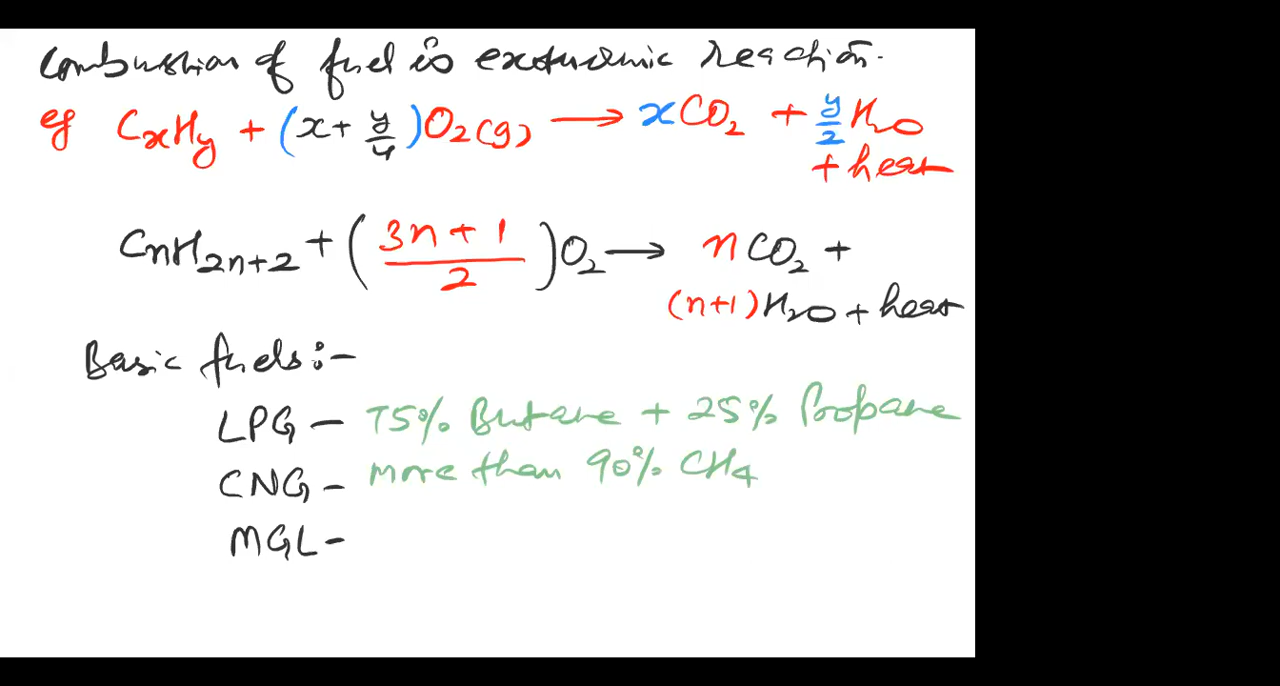 Combustion of fuel is exothermic reaction.
eg CxHy + (x + y/4) O2(g) → xCO2 + y/2 H2O
+ heat
CnH2n+2 + (3n+1/2) O2 → nCO2 +
(n+1)H2O + heat
Basic fuels:-
LPG - 75% Butane + 25% Propane
CNG - more than 90% CH4
MGL -